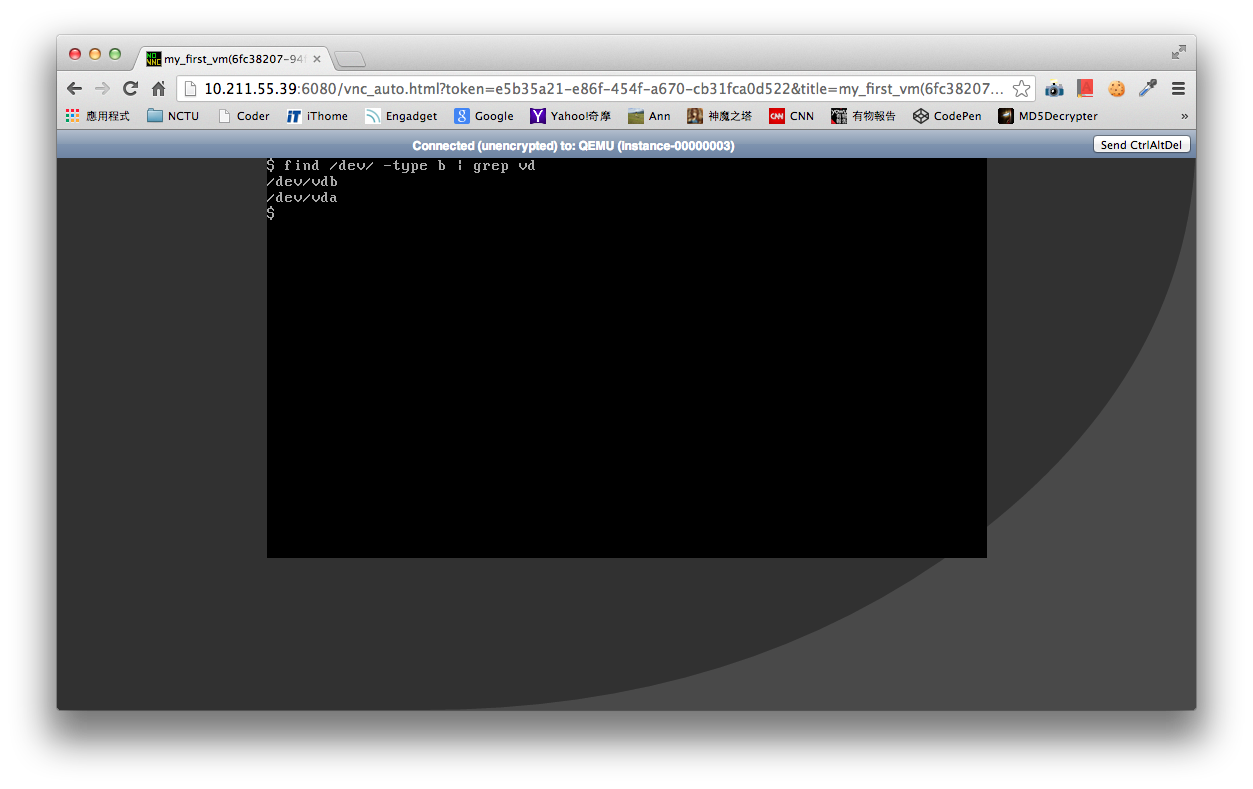 my_first_vm(6fc38207-94
10.211.55.39:6080/vnc_auto.html?token=e5b35a21-e86f-454f-a670-cb31fca0d522&title=my_first_vm(6fc38207...
應用程式 NCTU Coder iThome Engadget Google Yahoo!奇摩 Ann 神魔之塔 CNN 有物報告 CodePen MD5Decrypter »
Connected (unencrypted) to: QEMU (instance-00000003) Send CtrlAltDel
$ find /dev/ -type b | grep vd
/dev/vdb
/dev/vda
$